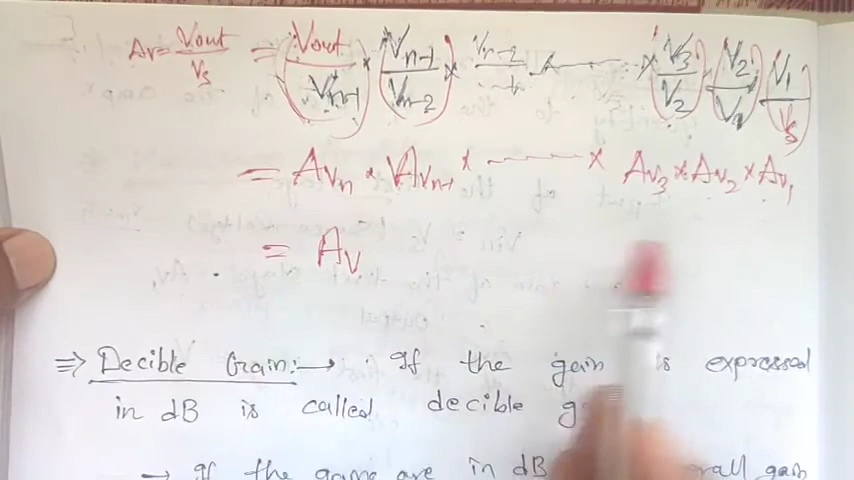 Av = Vout/Vs = (Vout/Vn-1) × (Vn-1/Vn-2) × Vn-2/ × ------ × (V3/V2) (V2/V1) (V1/Vs)
= Avn × Avn-1 × ------ × Av3 × Av2 × Av1
= Av
⇒ Decible Gain:→ If the gain is expressed
in dB is called decible
→ If the game are in dB gain